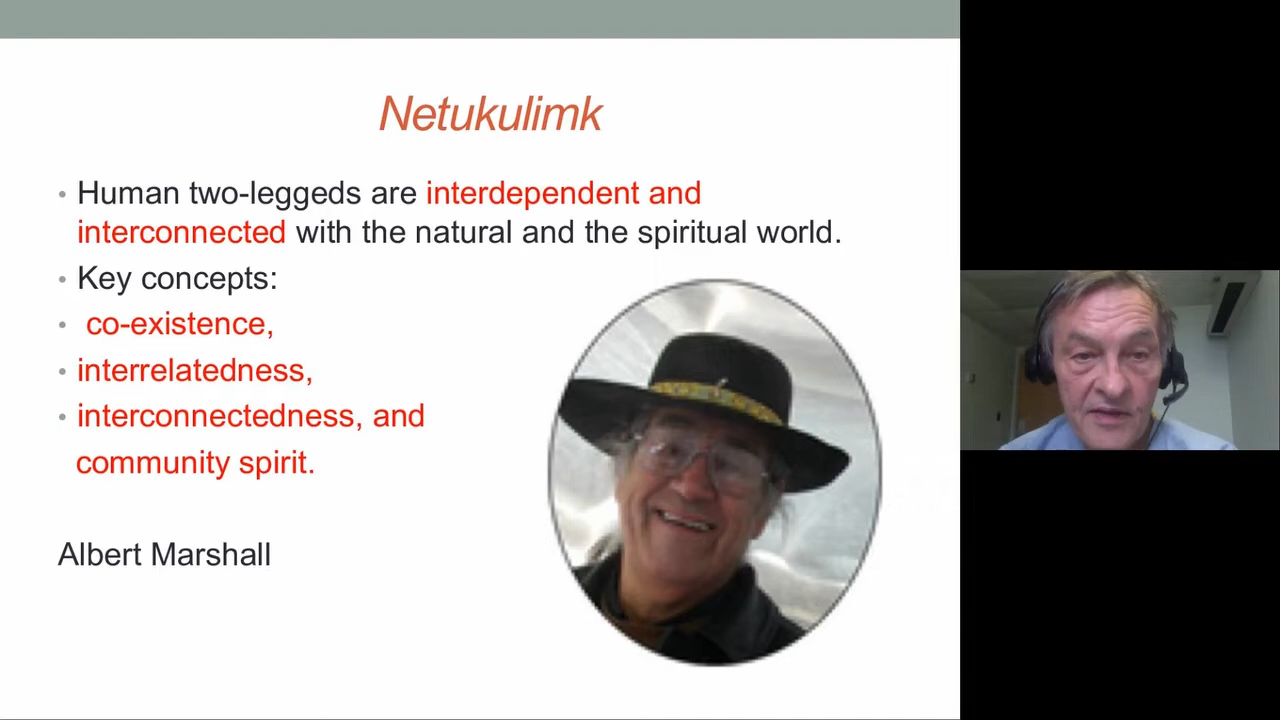 Netukulimk
• Human two-leggeds are interdependent and
interconnected with the natural and the spiritual world.
• Key concepts:
• co-existence,
• interrelatedness,
• interconnectedness, and
community spirit.
Albert Marshall